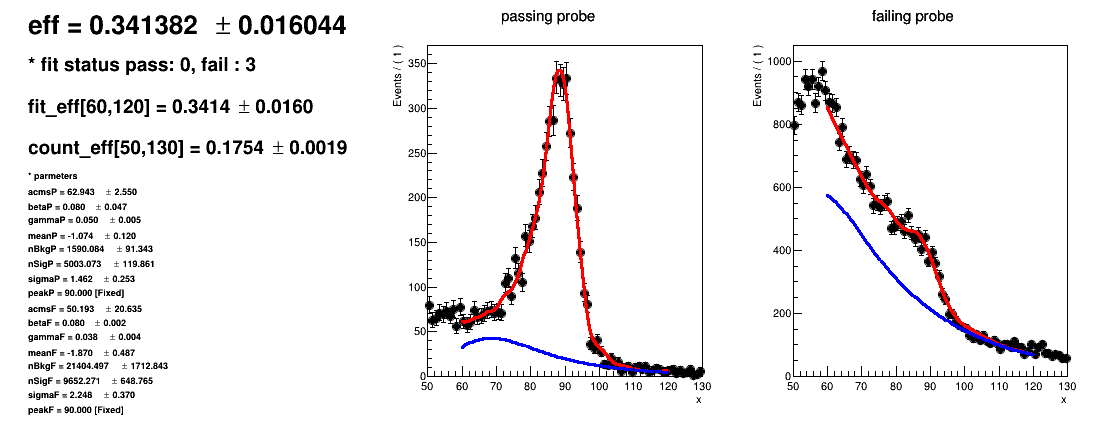 eff = 0.341382 ± 0.016044
* fit status pass: 0, fail : 3
fit_eff[60,120] = 0.3414 ± 0.0160
count_eff[50,130] = 0.1754 ± 0.0019
* parmeters
acmsP = 62.943 ± 2.550
betaP = 0.080 ± 0.047
gammaP = 0.050 ± 0.005
meanP = -1.074 ± 0.120
nBkgP = 1590.084 ± 91.343
nSigP = 5003.073 ± 119.861
sigmaP = 1.462 ± 0.253
peakP = 90.000 [Fixed]
acmsF = 50.193 ± 20.635
betaF = 0.080 ± 0.002
gammaF = 0.038 ± 0.004
meanF = -1.870 ± 0.487
nBkgF = 21404.497 ± 1712.843
nSigF = 9652.271 ± 648.765
sigmaF = 2.248 ± 0.370
peakF = 90.000 [Fixed]
passing probe
Events / ( 1 )
350
300
250
200
150
100
50
0
50 60 70 80 90 100 110 120 130
x
failing probe
Events / ( 1 )
1000
800
600
400
200
0
50 60 70 80 90 100 110 120 130
x